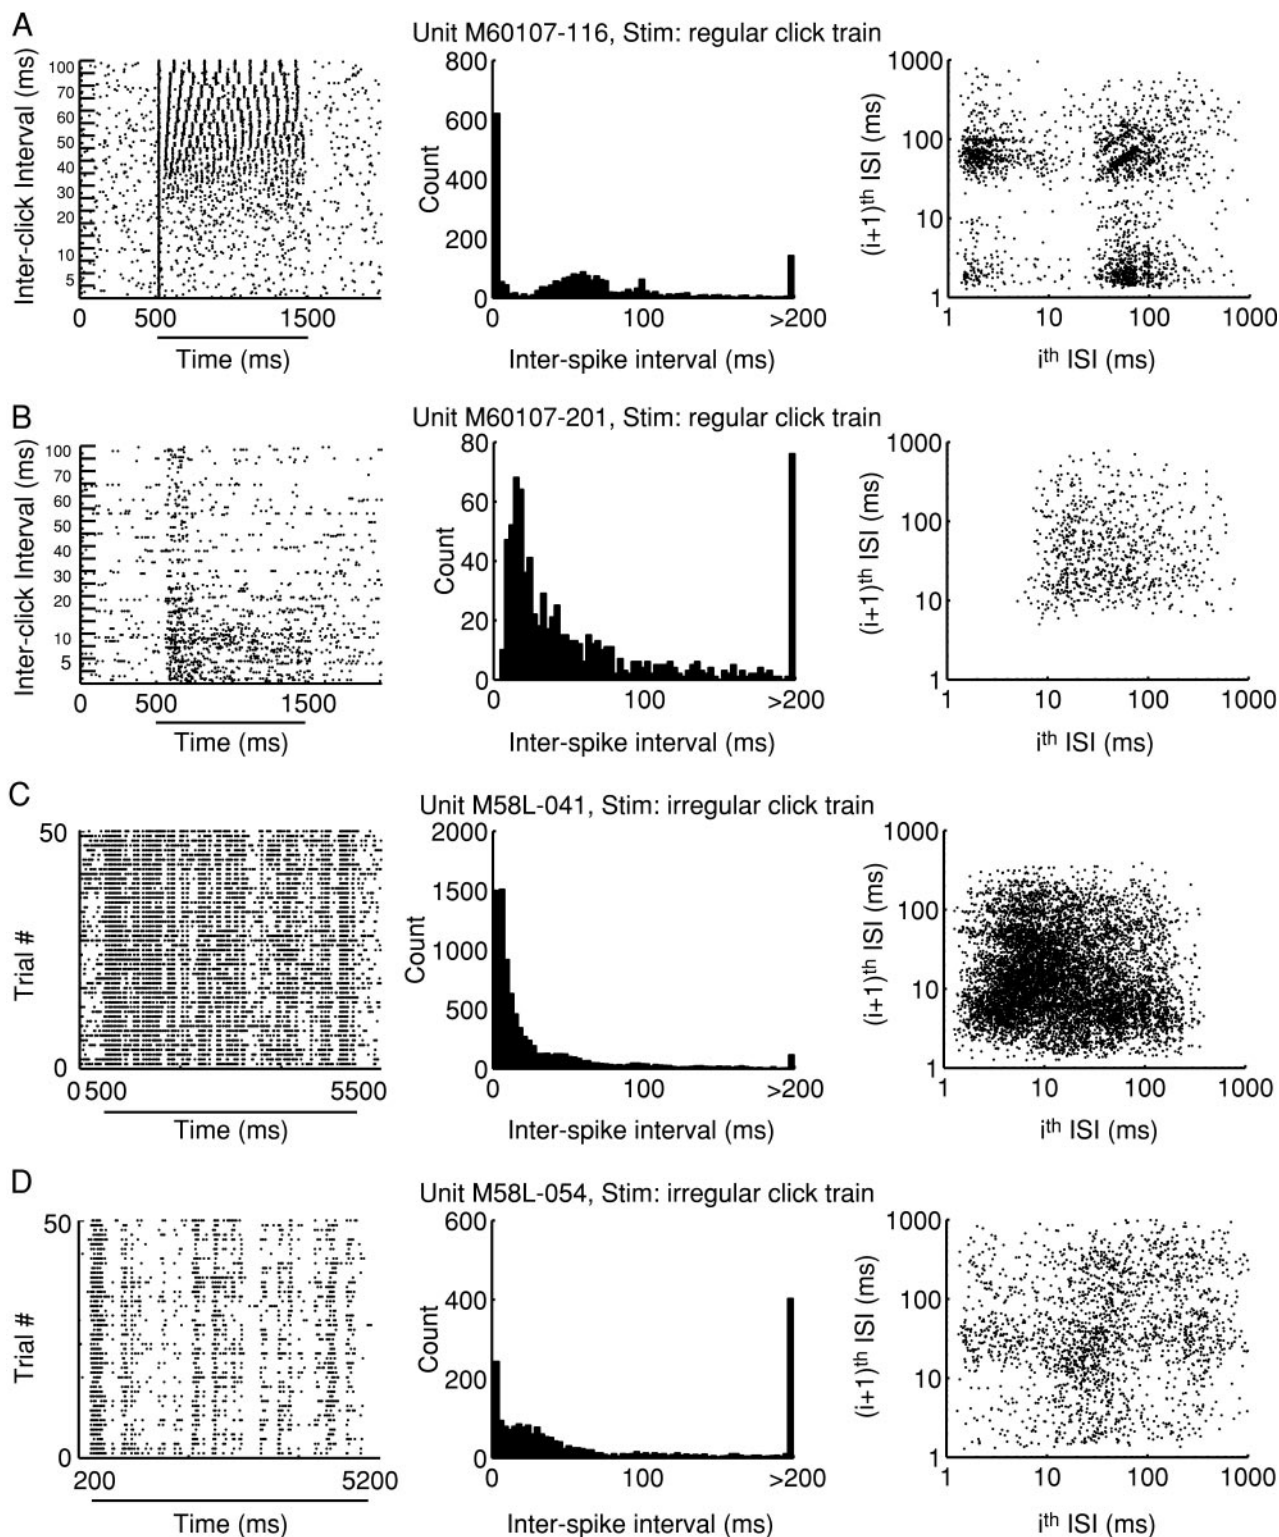 A
Unit M60107-116, Stim: regular click train
Inter-click Interval (ms)
100
70
60
50
40
30
20
10
5
0 500 1500
Time (ms)
Count
800
600
400
200
0
0 100 >200
Inter-spike interval (ms)
(i+1)th ISI (ms)
1000
100
10
1
1 10 100 1000
ith ISI (ms)
B
Unit M60107-201, Stim: regular click train
Inter-click Interval (ms)
100
70
60
50
40
30
20
10
5
0 500 1500
Time (ms)
Count
80
60
40
20
0
0 100 >200
Inter-spike interval (ms)
(i+1)th ISI (ms)
1000
100
10
1
1 10 100 1000
ith ISI (ms)
C
Unit M58L-041, Stim: irregular click train
Trial #
50
0
0 500 5500
Time (ms)
Count
2000
1500
1000
500
0
0 100 >200
Inter-spike interval (ms)
(i+1)th ISI (ms)
1000
100
10
1
1 10 100 1000
ith ISI (ms)
D
Unit M58L-054, Stim: irregular click train
Trial #
50
0
200 5200
Time (ms)
Count
600
400
200
0
0 100 >200
Inter-spike interval (ms)
(i+1)th ISI (ms)
1000
100
10
1
1 10 100 1000
ith ISI (ms)